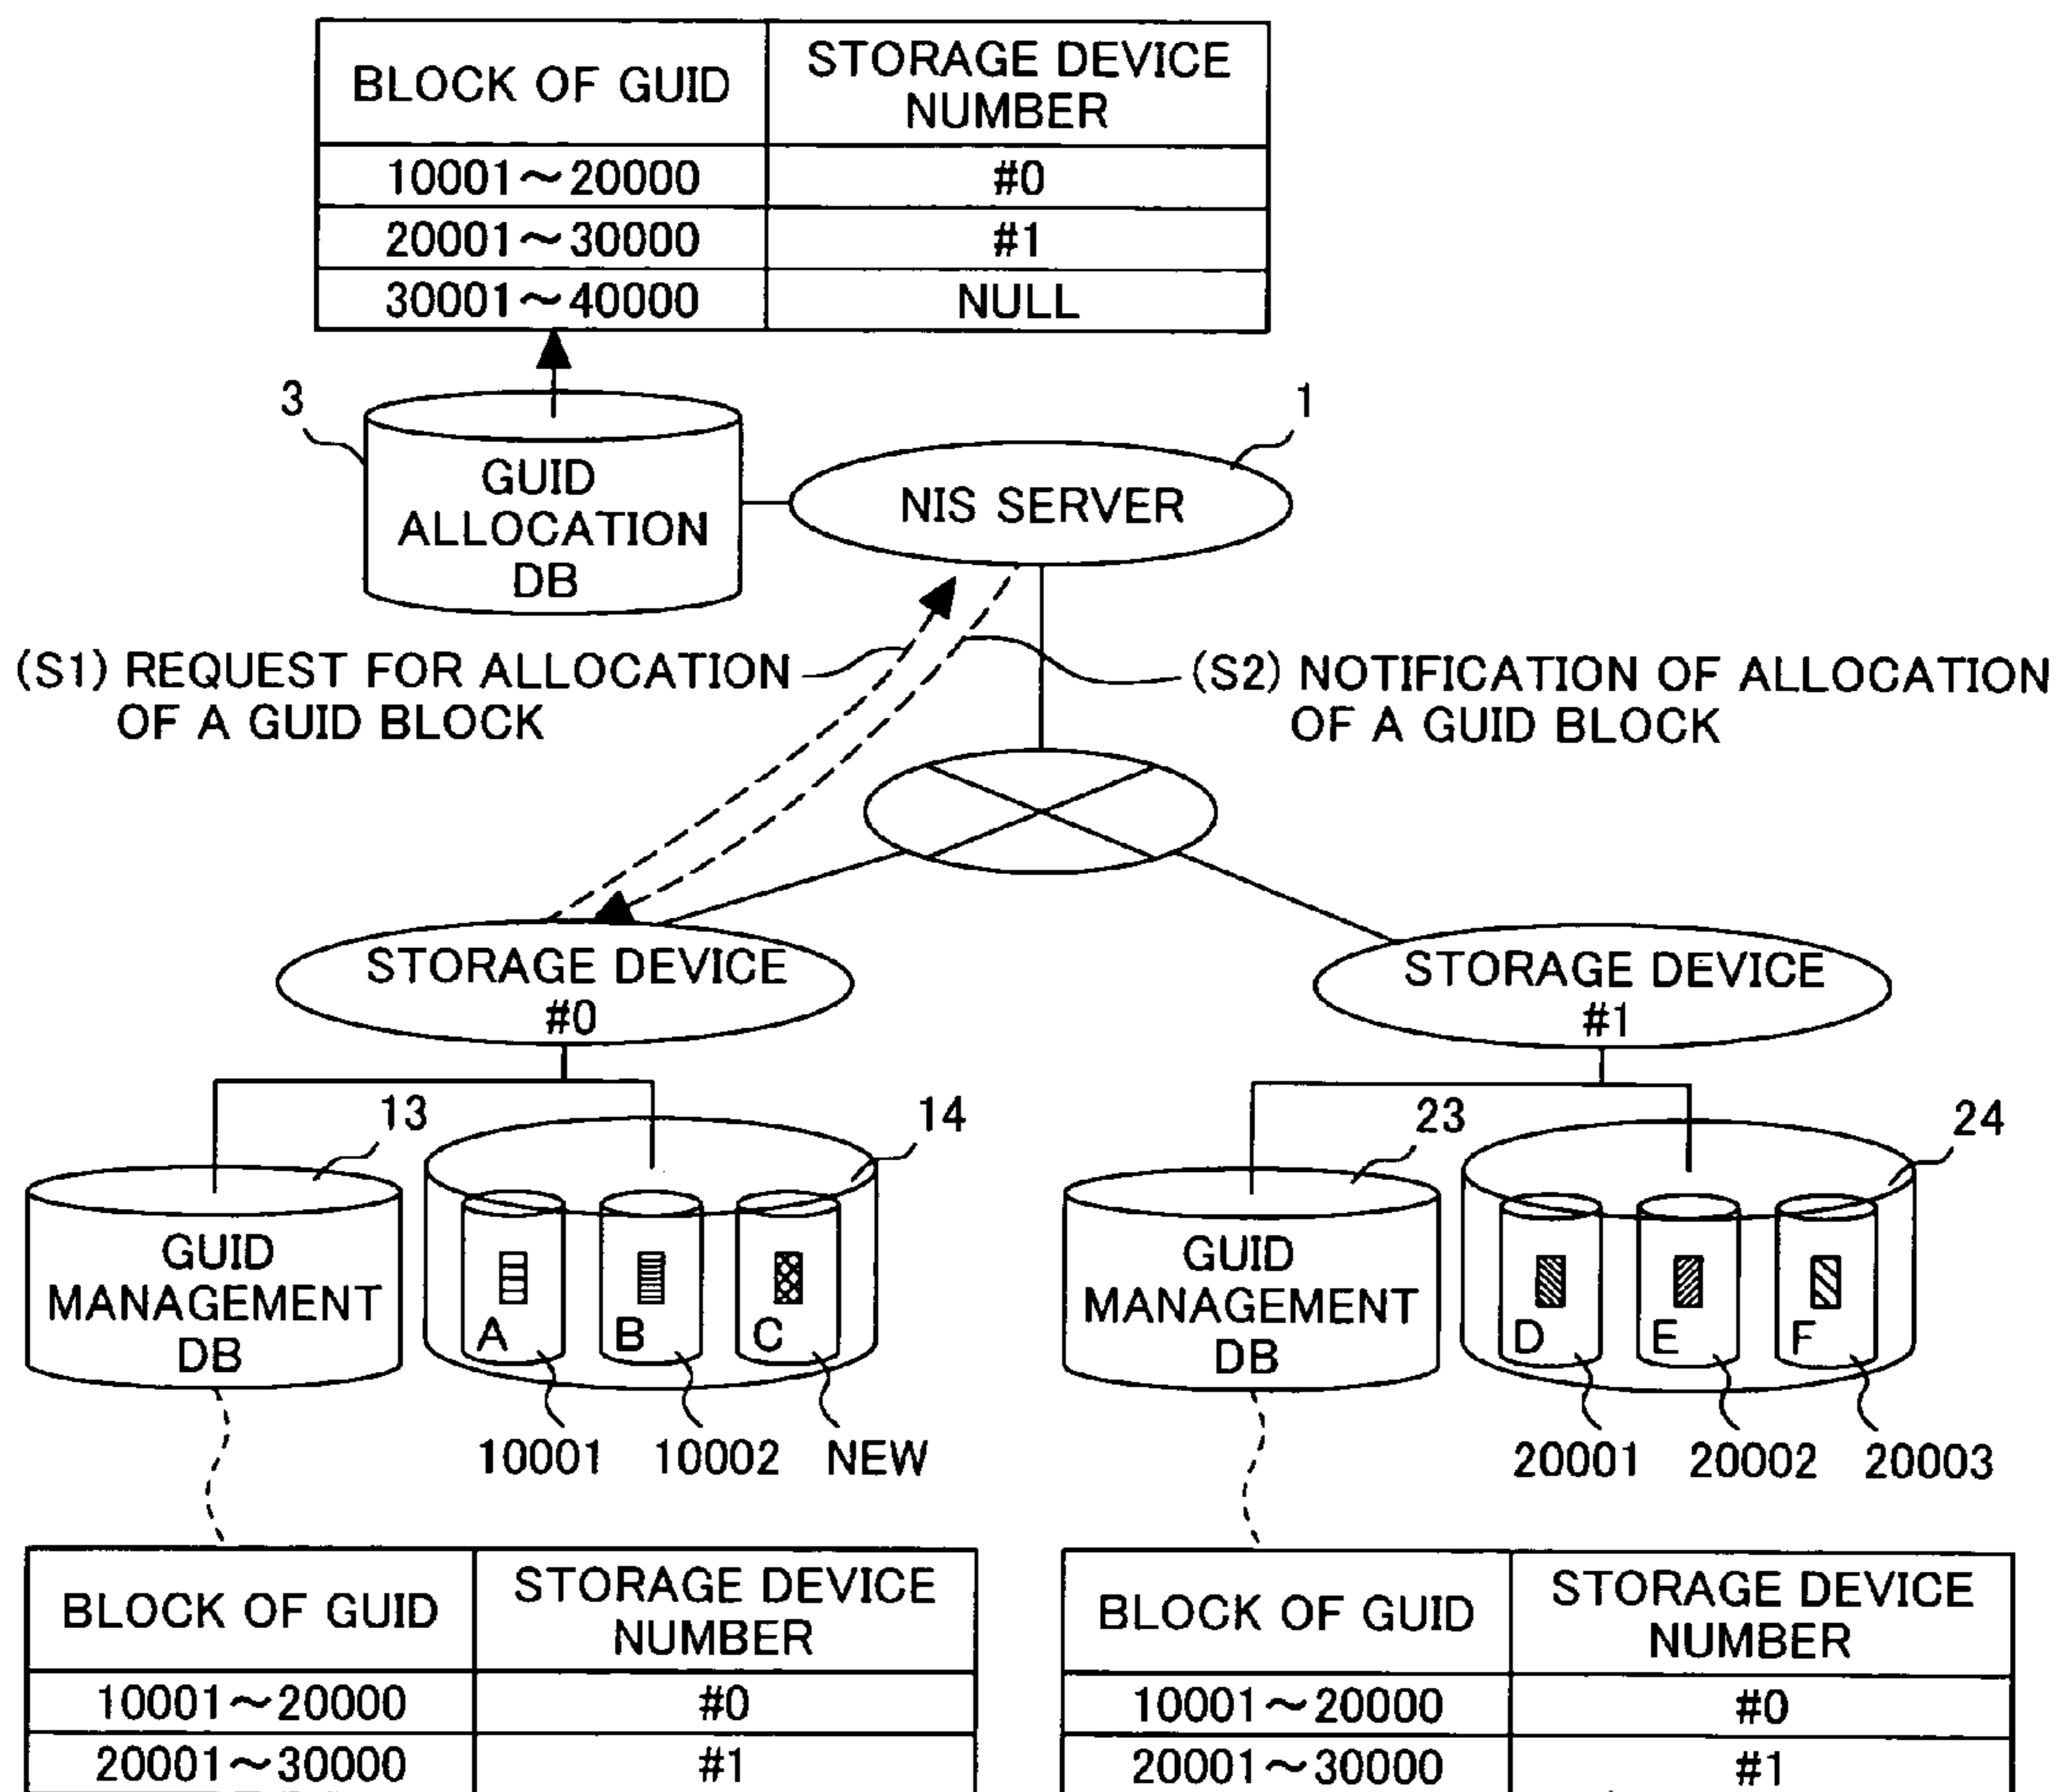 BLOCK OF GUID
STORAGE DEVICE
NUMBER
10001~20000
#0
20001~30000
#1
30001~40000
NULL
3
1
GUID
ALLOCATION
DB
NIS SERVER
(S1) REQUEST FOR ALLOCATION
OF A GUID BLOCK
(S2) NOTIFICATION OF ALLOCATION
OF A GUID BLOCK
STORAGE DEVICE
#0
STORAGE DEVICE
#1
13
14
23
24
GUID
MANAGEMENT
DB
A
B
C
GUID
MANAGEMENT
DB
D
E
F
10001
10002
NEW
20001
20002
20003
BLOCK OF GUID
STORAGE DEVICE
NUMBER
10001~20000
#0
20001~30000
#1
BLOCK OF GUID
STORAGE DEVICE
NUMBER
10001~20000
#0
20001~30000
#1